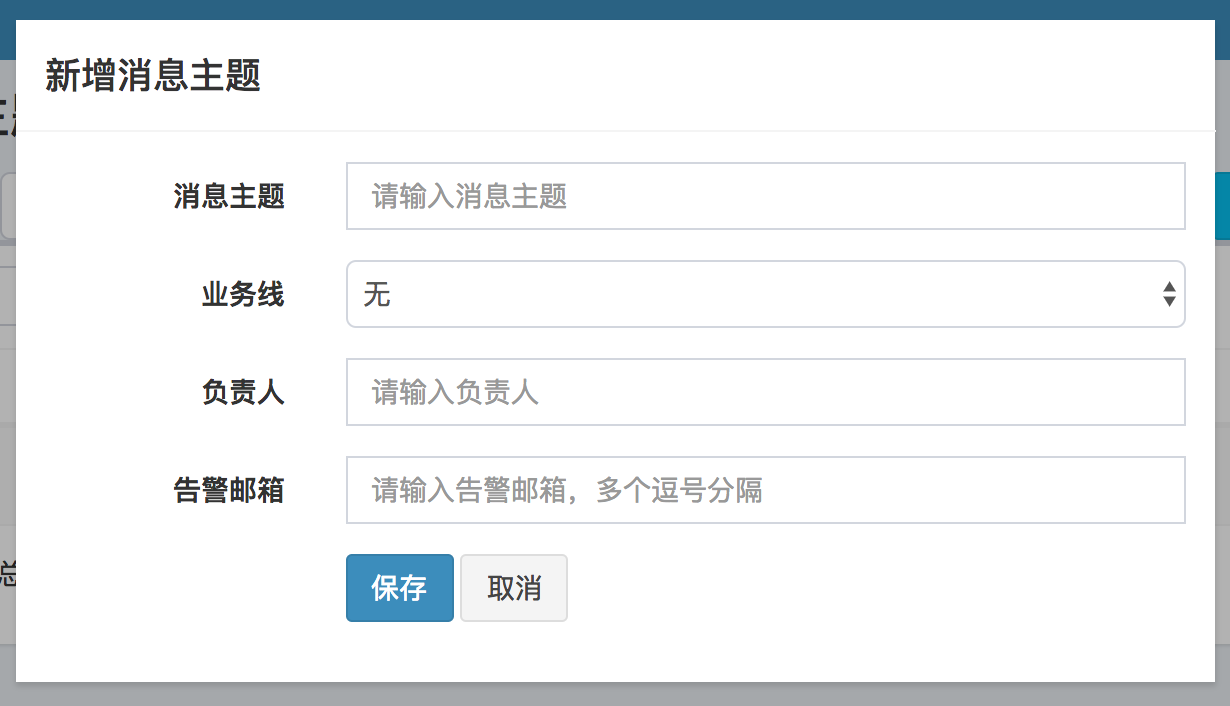 新增消息主题
消息主题
请输入消息主题
业务线
无
负责人
请输入负责人
告警邮箱
请输入告警邮箱，多个逗号分隔
保存
取消